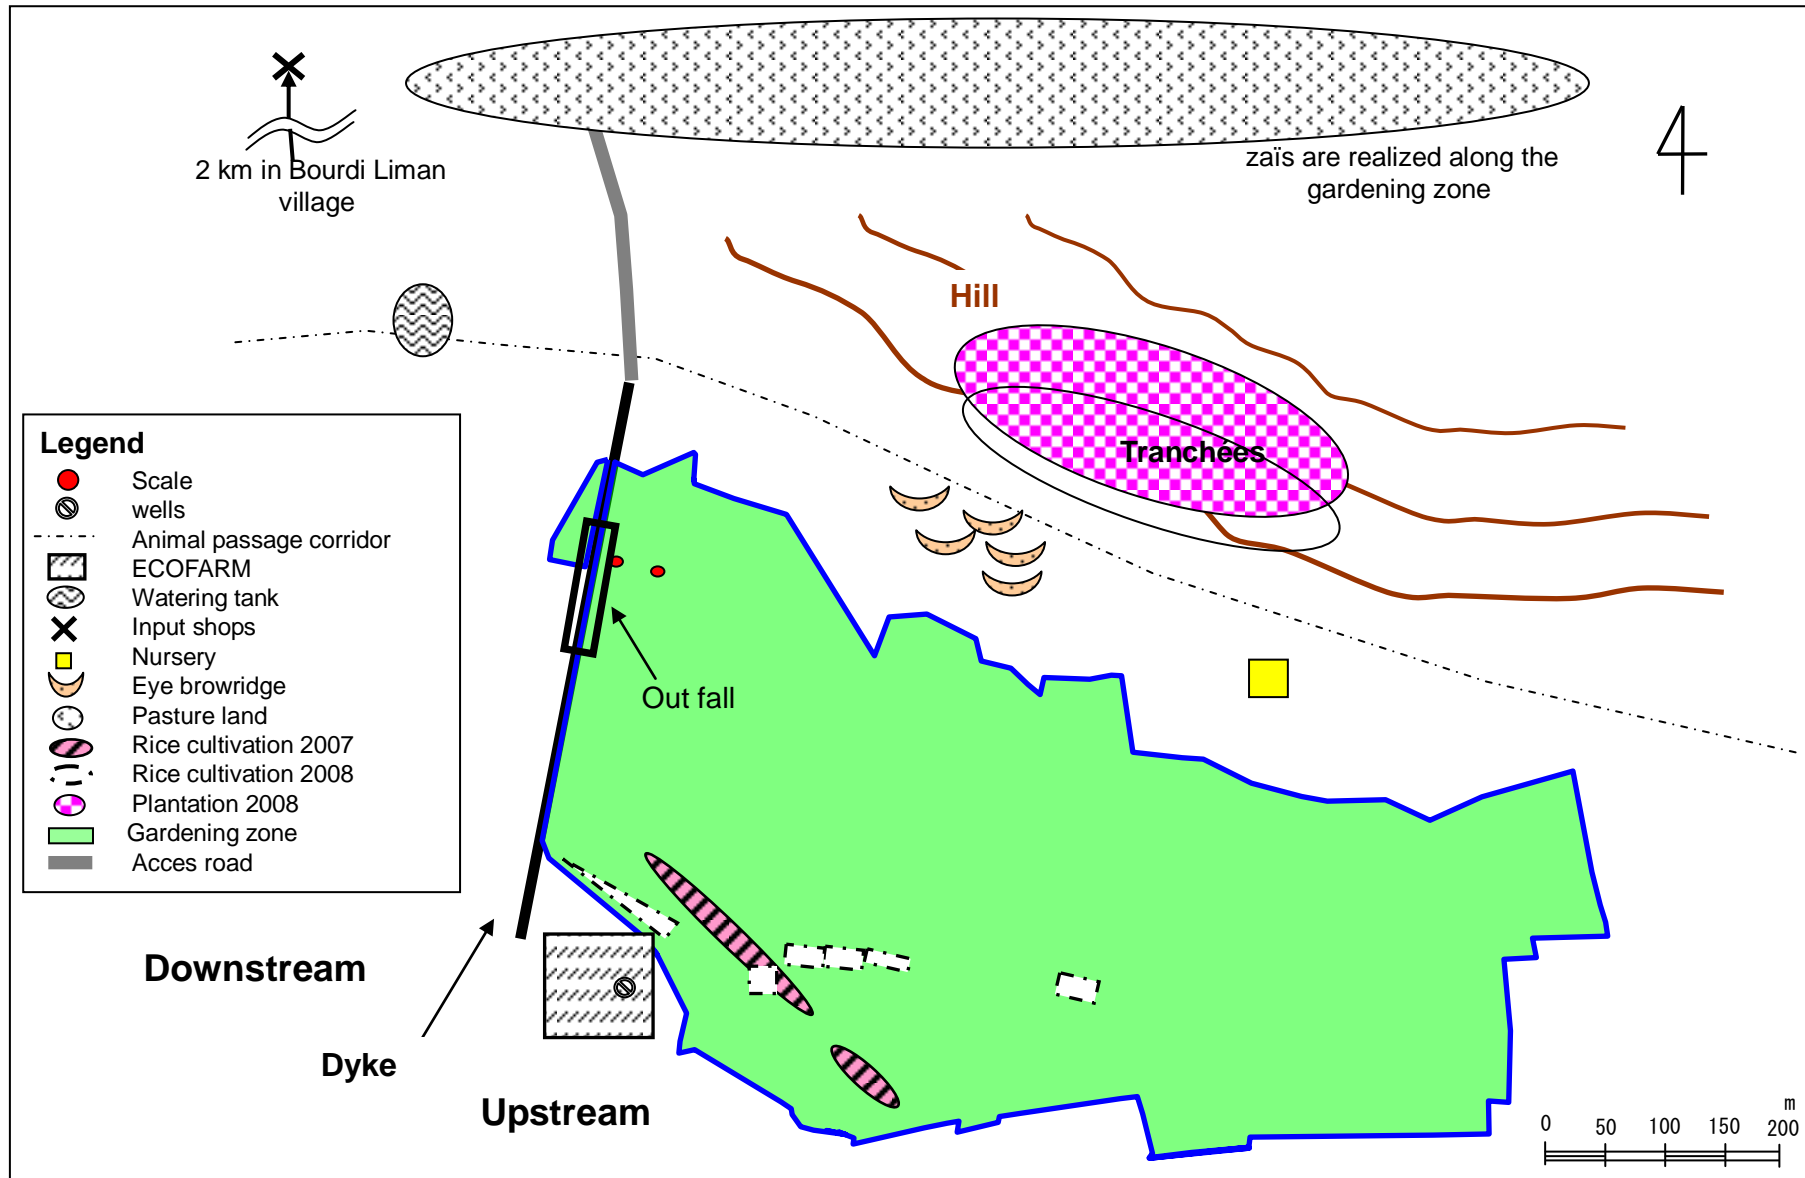 2 km in Bourdi Liman
village
zaïs are realized along the
gardening zone
Hill
Tranchées
Legend
Scale
wells
Animal passage corridor
ECOFARM
Watering tank
Input shops
Nursery
Eye browridge
Pasture land
Rice cultivation 2007
Rice cultivation 2008
Plantation 2008
Gardening zone
Acces road
Out fall
Downstream
Dyke
Upstream
m
0 50 100 150 200